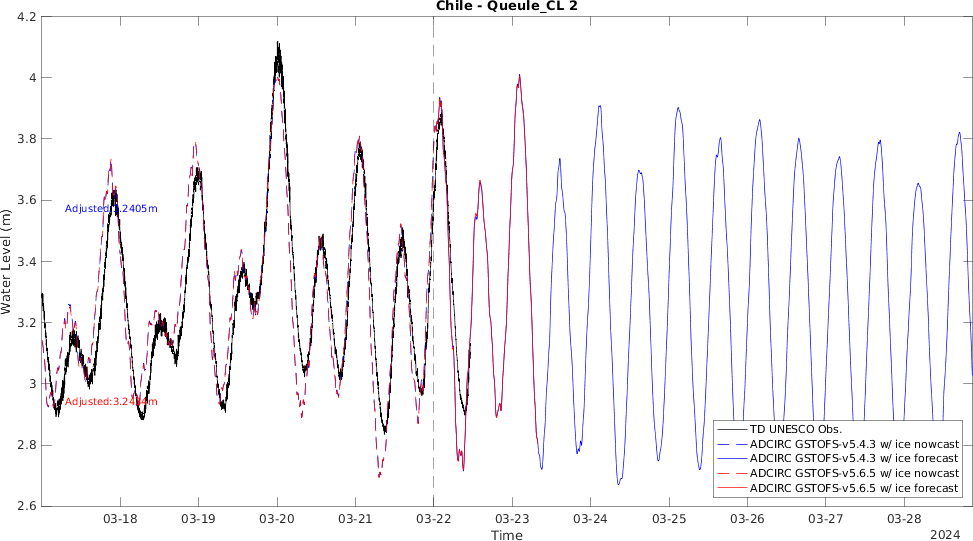 Chile - Queule_CL 2
4.2
4
3.8
3.6
3.4
3.2
3
2.8
2.6
Water Level (m)
Adjusted: .2405m
Adjusted:3.24 4m
TD UNESCO Obs.
ADCIRC GSTOFS-v5.4.3 w/ ice nowcast
ADCIRC GSTOFS-v5.4.3 w/ ice forecast
ADCIRC GSTOFS-v5.6.5 w/ ice nowcast
ADCIRC GSTOFS-v5.6.5 w/ ice forecast
03-18 03-19 03-20 03-21 03-22 03-23 03-24 03-25 03-26 03-27 03-28
Time
2024